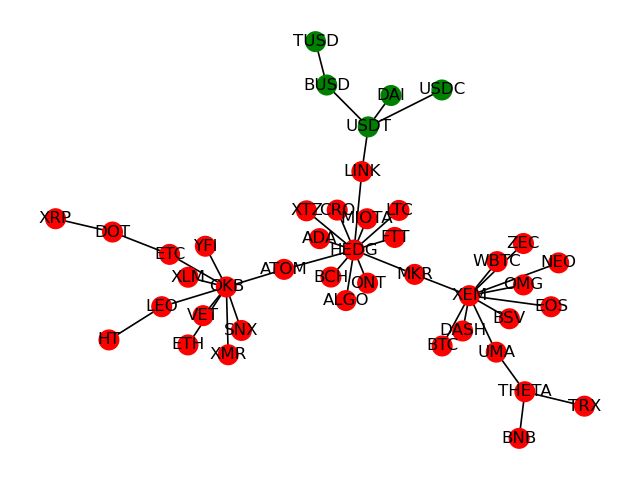 TUSD
BUSD
DAI
USDC
USDT
LINK
XTZ
CRO
MIOTA
LTC
XRP
DOT
ADA
ETT
YFI
HEDG
ZEC
ETC
WBTC
NEO
ATOM
XLM
BCH
MKR
ONT
OMG
OKB
ALGO
XEM
LEO
EOS
VET
BSV
SNX
DASH
HT
ETH
BTC
XMR
UMA
THETA
TRX
BNB